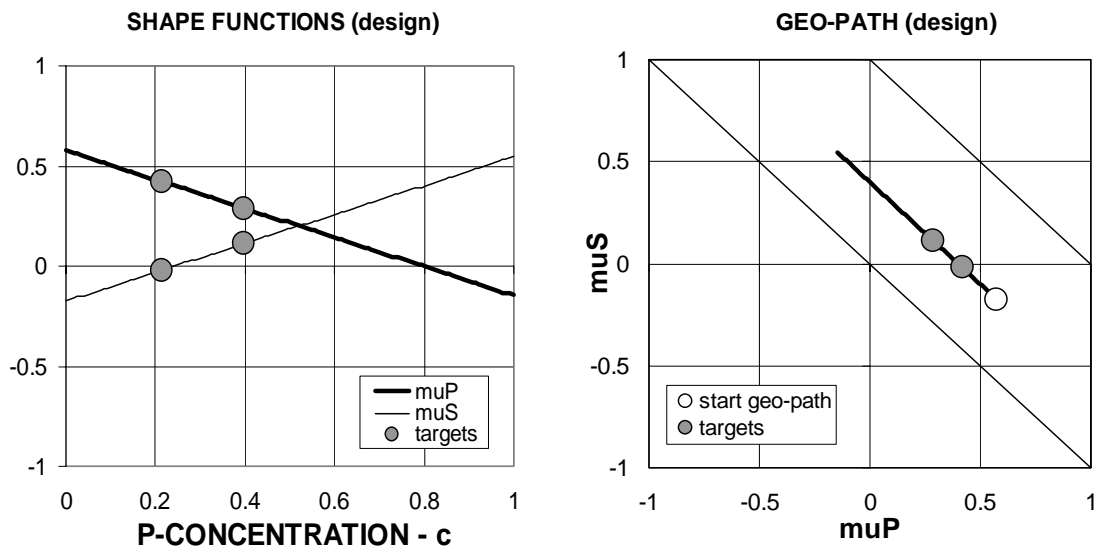 SHAPE FUNCTIONS (design)
1
0.5
0
-0.5
-1
0 0.2 0.4 0.6 0.8 1
P-CONCENTRATION - c
muP
muS
targets
GEO-PATH (design)
1
0.5
0
-0.5
-1
-1 -0.5 0 0.5 1
muP
muS
start geo-path
targets